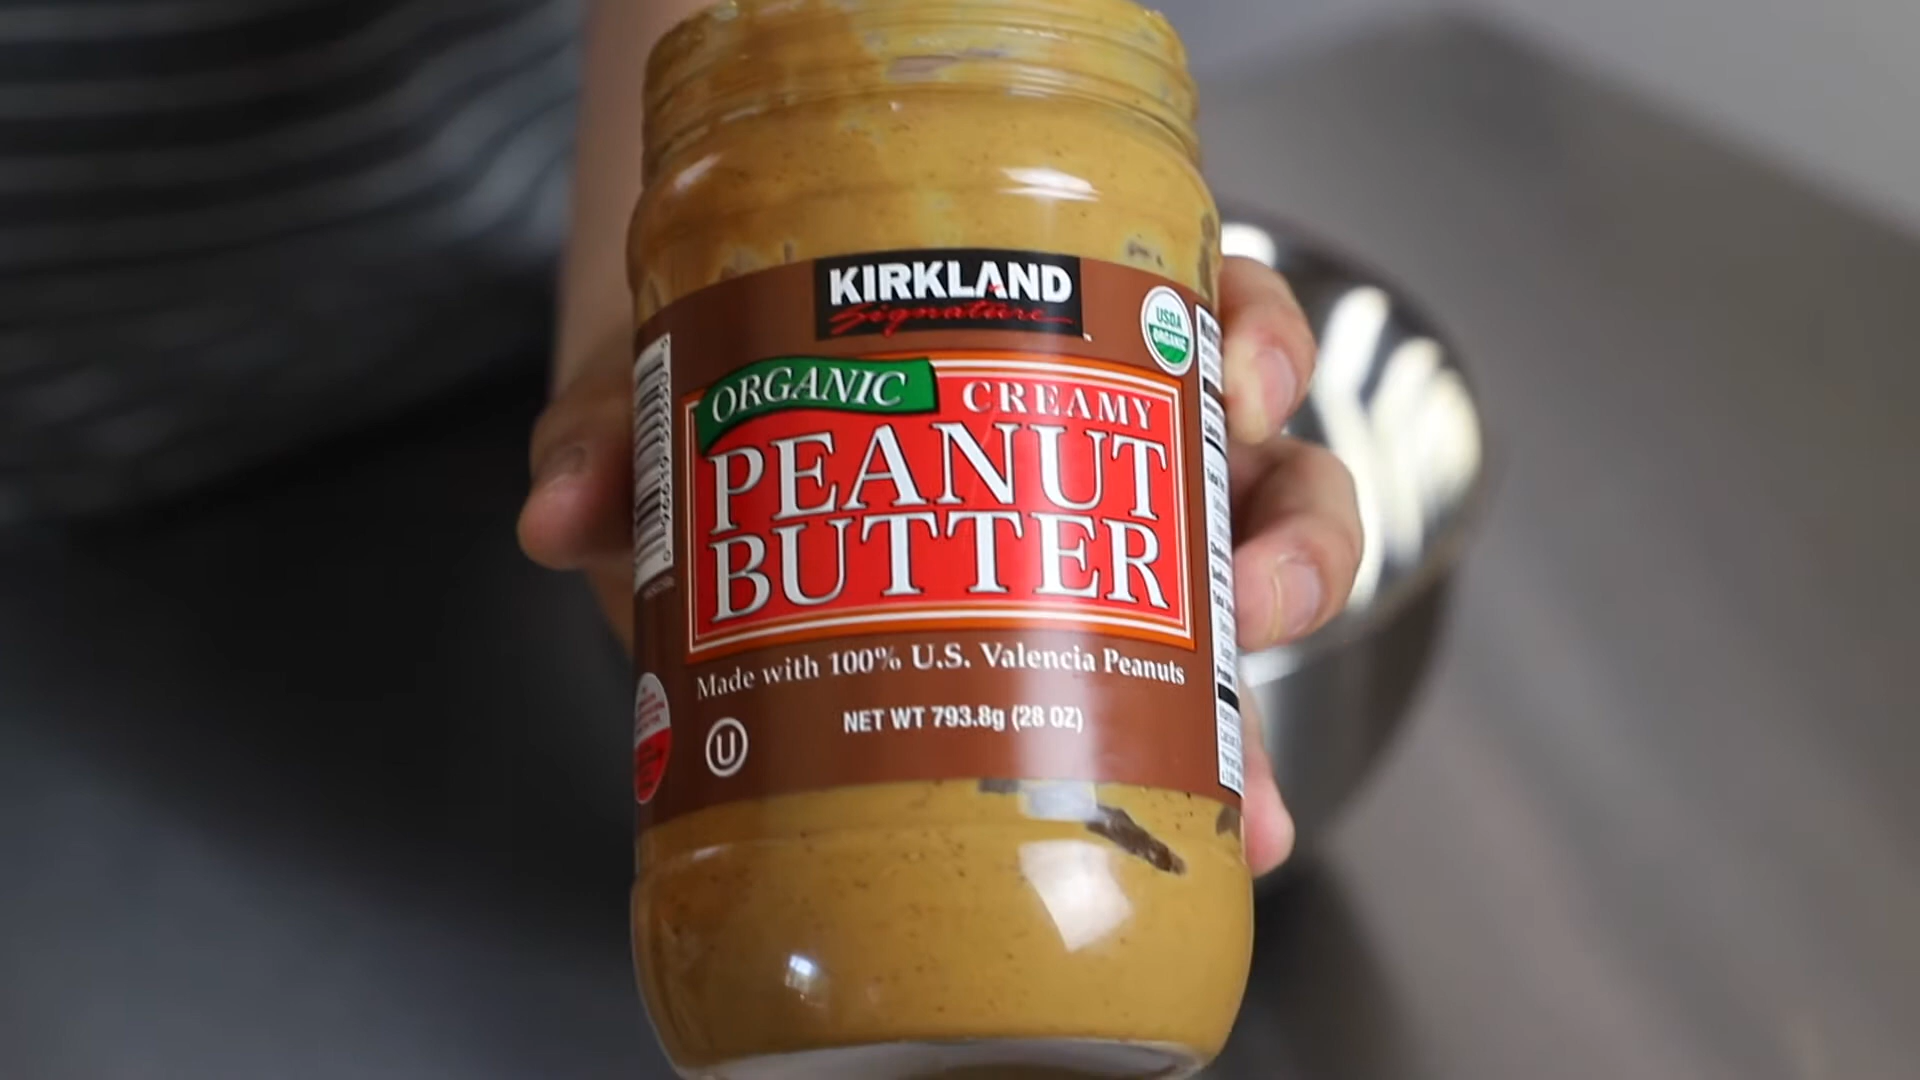 KIRKLAND
Signature
USDA
ORGANIC
ORGANIC
CREAMY
PEANUT
BUTTER
Made with 100% U.S. Valencia Peanuts
NET WT 793.8g (28 OZ)
U